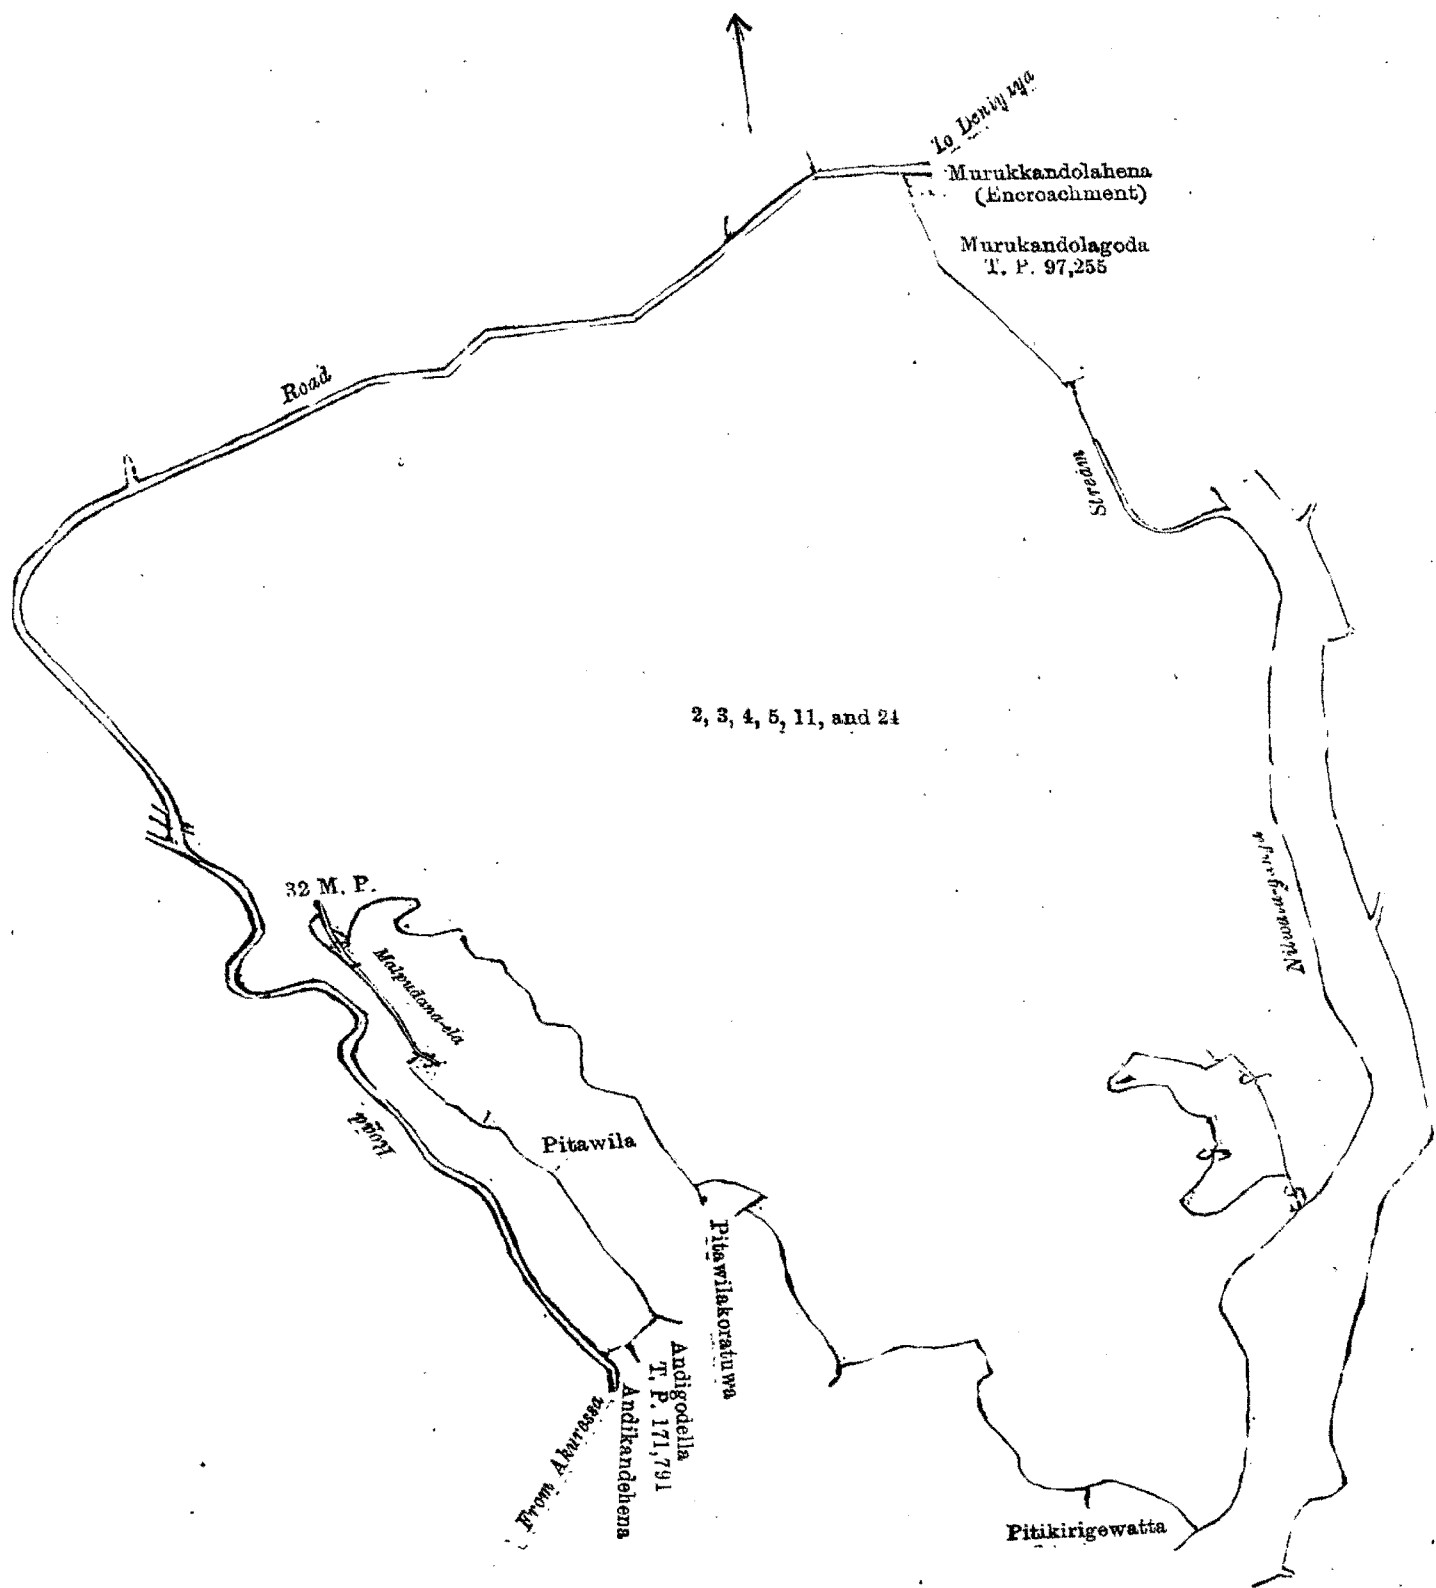 To Deniyaya
Murukkandolahena
(Encroachment)
Murukandolagoda
T. P. 97,255
Road
Stream
2, 3, 4, 5, 11, and 24
Nilwala-ganga
32 M. P.
Malpudana-ela
Road
Pitawila
Pitawilakoratuwa
Andigodella
T. P. 171,791
Andikandehena
From Akuressa
Pitikirigewatta